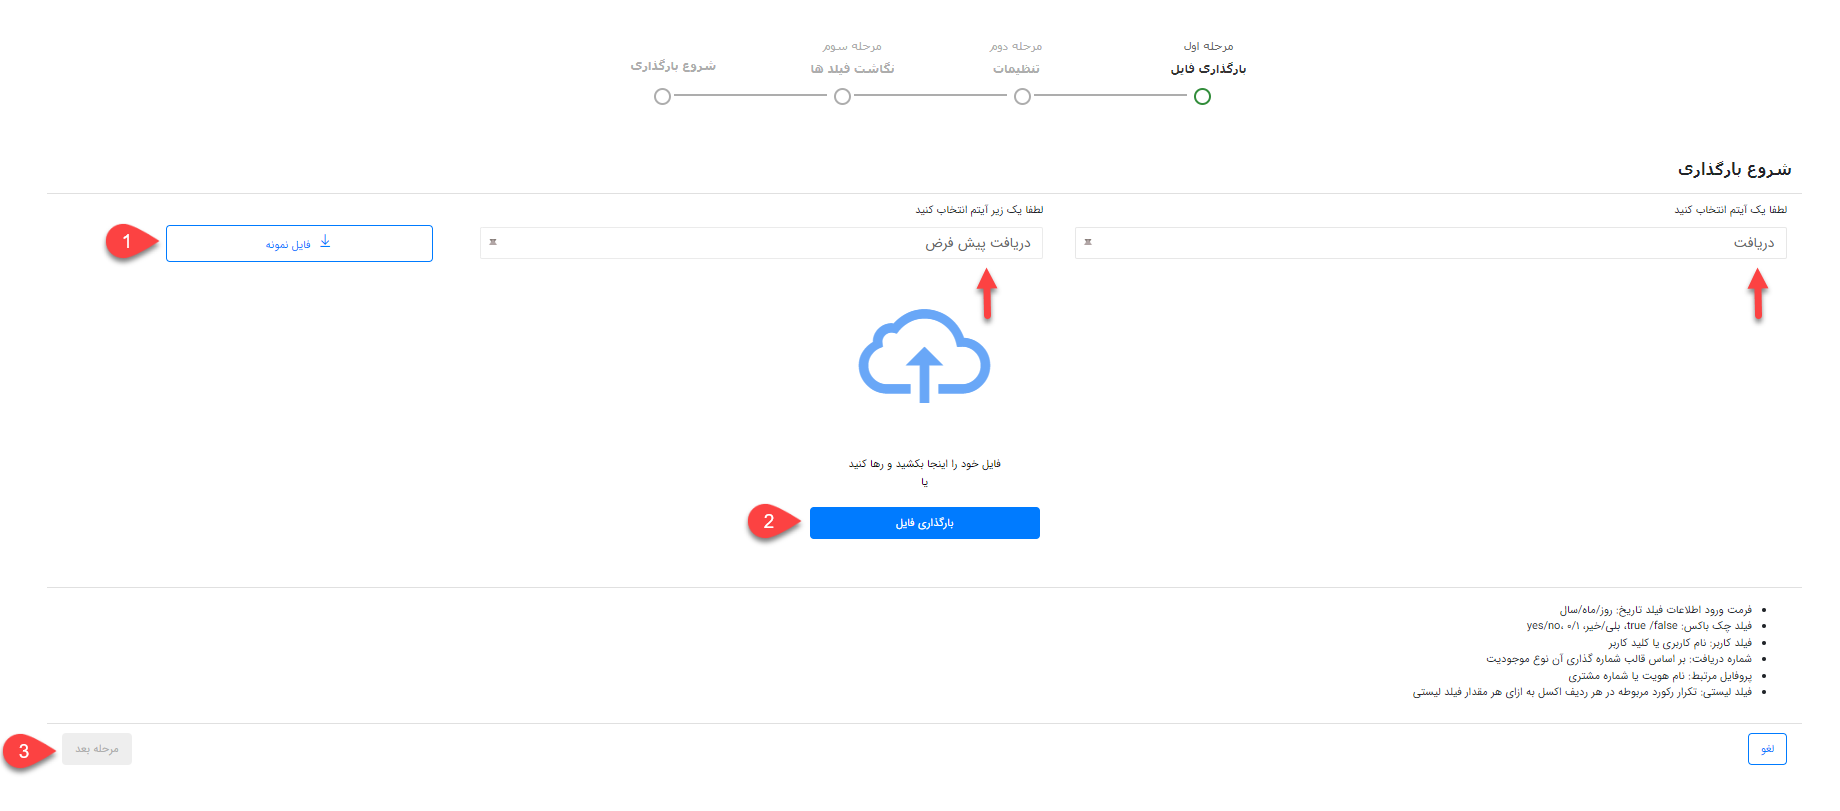 مرحله اول
بارگذاری فایل
مرحله دوم
تنظیمات
مرحله سوم
نگاشت فیلد ها
شروع بارگذاری
شروع بارگذاری
لطفا یک آیتم انتخاب کنید
دریافت
لطفا یک زیر آیتم انتخاب کنید
دریافت پیش فرض
فایل نمونه
1
فایل خود را اینجا بکشید و رها کنید
یا
بارگذاری فایل
2
فرمت ورود اطلاعات فیلد تاریخ: روز/ماه/سال
فیلد چک باکس: true /false، بلی/خیر، ۰/۱ ،yes/no
فیلد کاربر: نام کاربری یا کلید کاربر
شماره دریافت: بر اساس قالب شماره گذاری آن نوع موجودیت
پروفایل مرتبط: نام هویت یا شماره مشتری
فیلد لیستی: تکرار رکورد مربوطه در هر ردیف اکسل به ازای هر مقدار فیلد لیستی
لغو
مرحله بعد
3